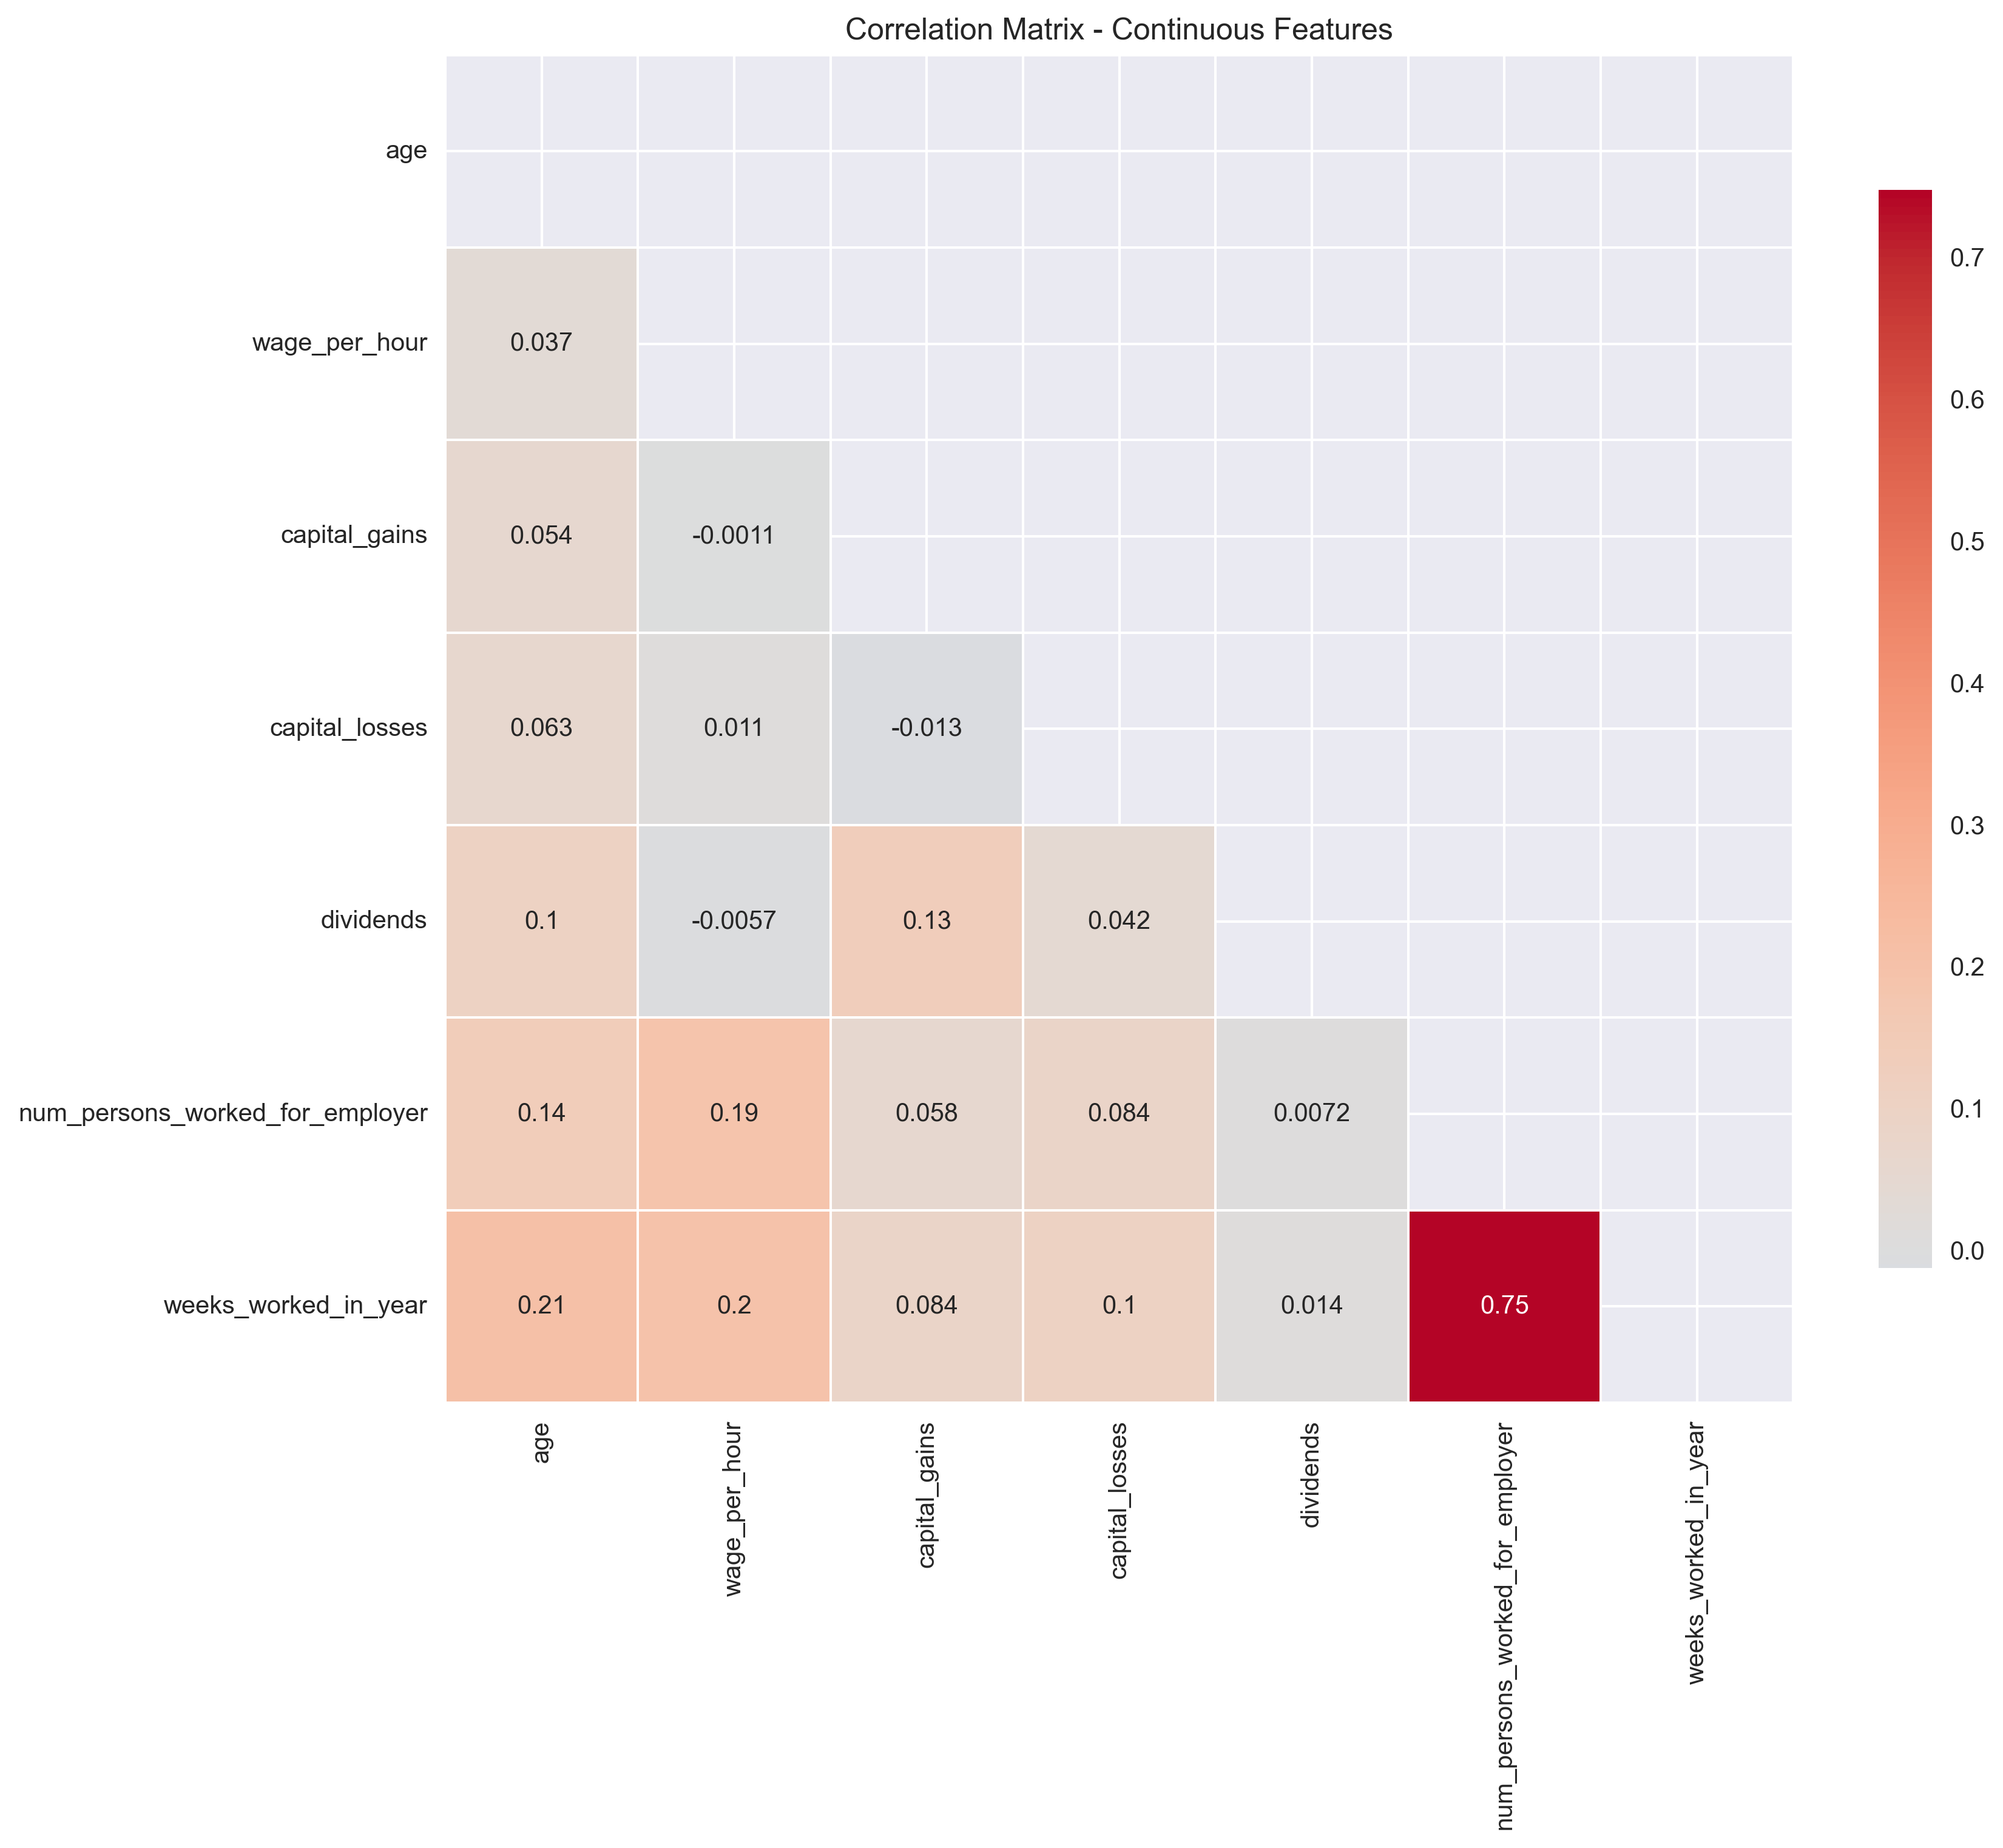 Correlation Matrix - Continuous Features
age
wage_per_hour 0.037
capital_gains 0.054 -0.0011
capital_losses 0.063 0.011 -0.013
dividends 0.1 -0.0057 0.13 0.042
num_persons_worked_for_employer 0.14 0.19 0.058 0.084 0.0072
weeks_worked_in_year 0.21 0.2 0.084 0.1 0.014 0.75
age
wage_per_hour
capital_gains
capital_losses
dividends
num_persons_worked_for_employer
weeks_worked_in_year
0.7
0.6
0.5
0.4
0.3
0.2
0.1
0.0